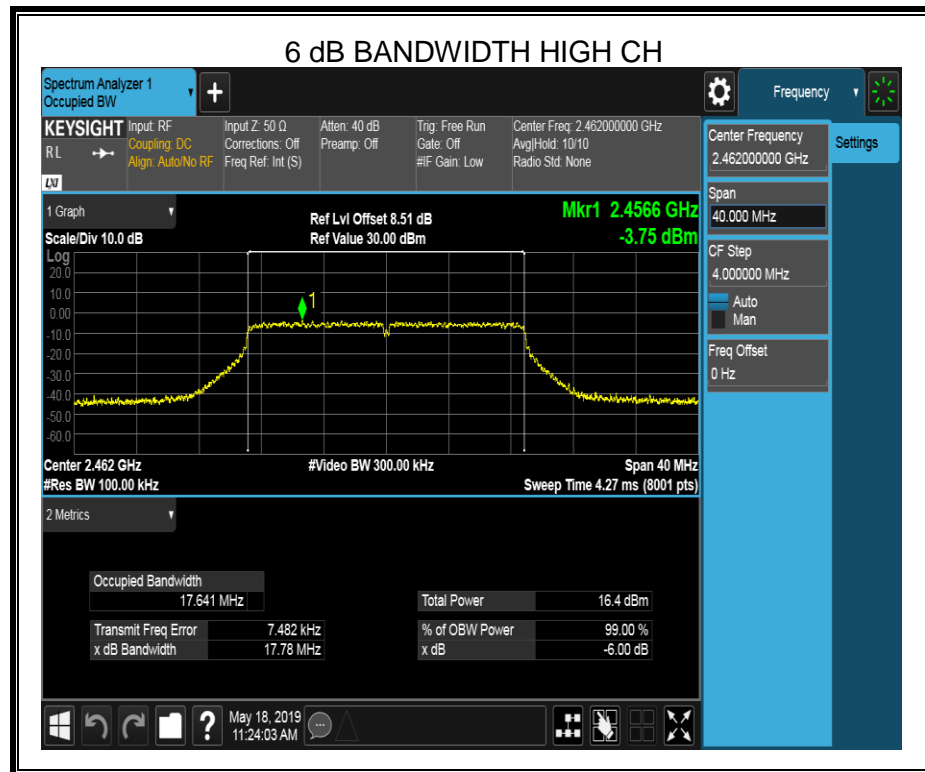 6 dB BANDWIDTH HIGH CH
Spectrum Analyzer 1
Occupied BW
+
Frequency
KEYSIGHT
RL
LXI
Input: RF
Coupling: DC
Align: Auto/No RF
Input Z: 50 Ω
Corrections: Off
Freq Ref: Int (S)
Atten: 40 dB
Preamp: Off
Trig: Free Run
Gate: Off
#IF Gain: Low
Center Freq: 2.462000000 GHz
Avg|Hold: 10/10
Radio Std: None
Center Frequency
2.462000000 GHz
Settings
Span
40.000 MHz
CF Step
4.000000 MHz
Auto
Man
Freq Offset
0 Hz
1 Graph
Scale/Div 10.0 dB
Ref Lvl Offset 8.51 dB
Ref Value 30.00 dBm
Mkr1 2.4566 GHz
-3.75 dBm
Log
20.0
10.0
0.00
-10.0
-20.0
-30.0
-40.0
-50.0
-60.0
1
Center 2.462 GHz
#Res BW 100.00 kHz
#Video BW 300.00 kHz
Span 40 MHz
Sweep Time 4.27 ms (8001 pts)
2 Metrics
Occupied Bandwidth
17.641 MHz
Total Power 16.4 dBm
Transmit Freq Error 7.482 kHz
% of OBW Power 99.00 %
x dB Bandwidth 17.78 MHz
x dB -6.00 dB
?
May 18, 2019
11:24:03 AM